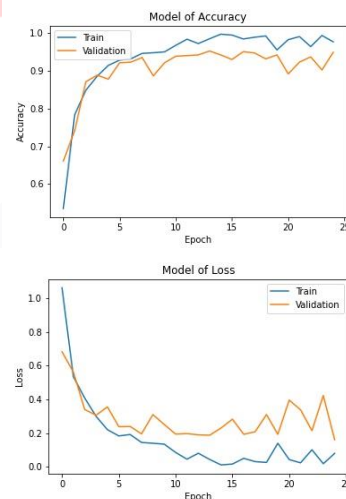 Model of Accuracy
1.0
0.9
0.8
0.7
0.6
Accuracy
Train
Validation
0 5 10 15 20
Epoch
Model of Loss
1.0
0.8
0.6
0.4
0.2
0.0
Loss
Train
Validation
0 5 10 15 20
Epoch